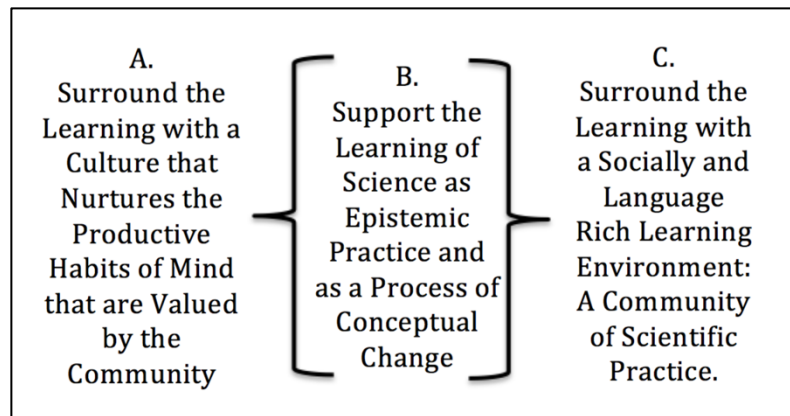 A.
Surround the
Learning with a
Culture that
Nurtures the
Productive
Habits of Mind
that are Valued
by the
Community
B.
Support the
Learning of
Science as
Epistemic
Practice and
as a Process of
Conceptual
Change
C.
Surround the
Learning with
a Socially and
Language
Rich Learning
Environment:
A Community
of Scientific
Practice.